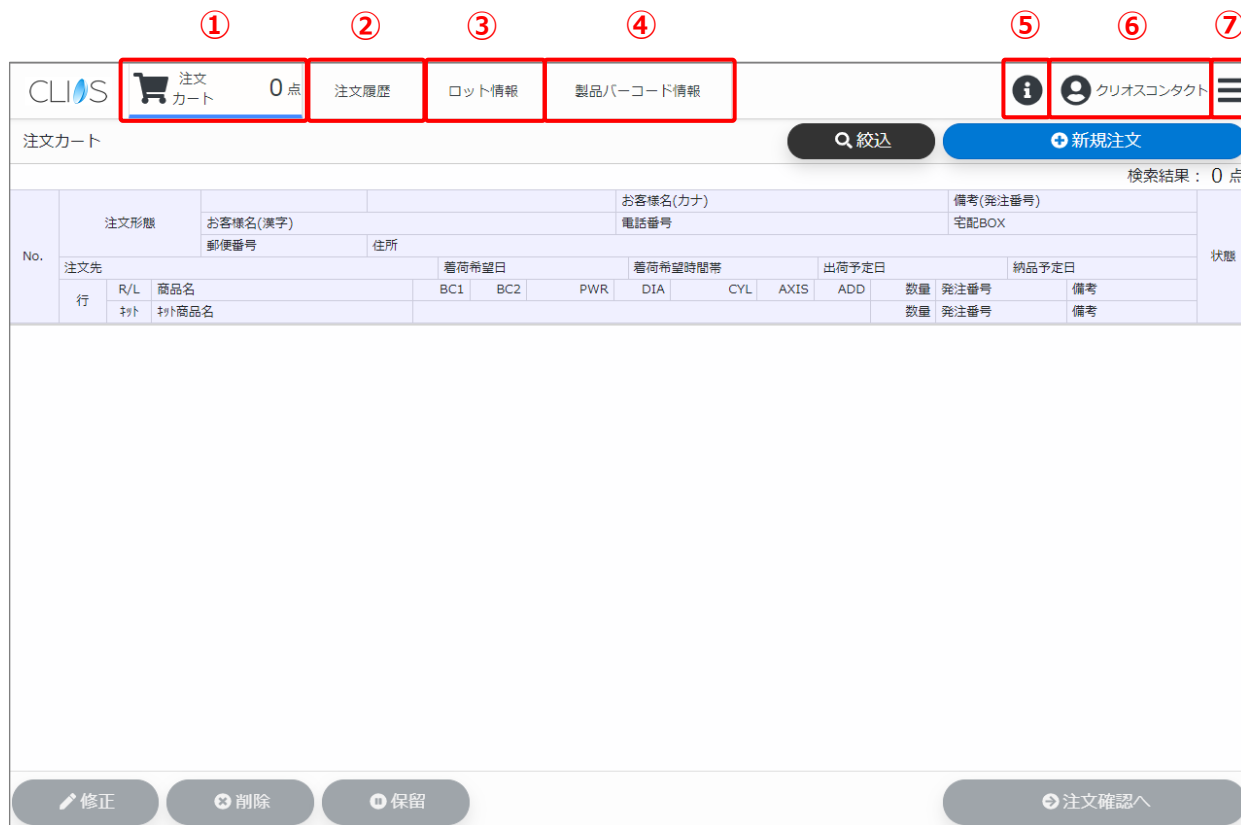 ① ② ③ ④ ⑤ ⑥ ⑦
CLIOS 注文カート 0 点 注文履歴 ロット情報 製品バーコード情報 クリオスコンタクト
注文カート 絞込 新規注文
検索結果： 0 点
お客様名(カナ) 備考(発注番号)
注文形態 お客様名(漢字) 電話番号 宅配BOX
郵便番号 住所
No. 状態
注文先 着荷希望日 着荷希望時間帯 出荷予定日 納品予定日
行 R/L 商品名 BC1 BC2 PWR DIA CYL AXIS ADD 数量 発注番号 備考
ｷｯﾄ ｷｯﾄ商品名 数量 発注番号 備考
修正 削除 保留 注文確認へ